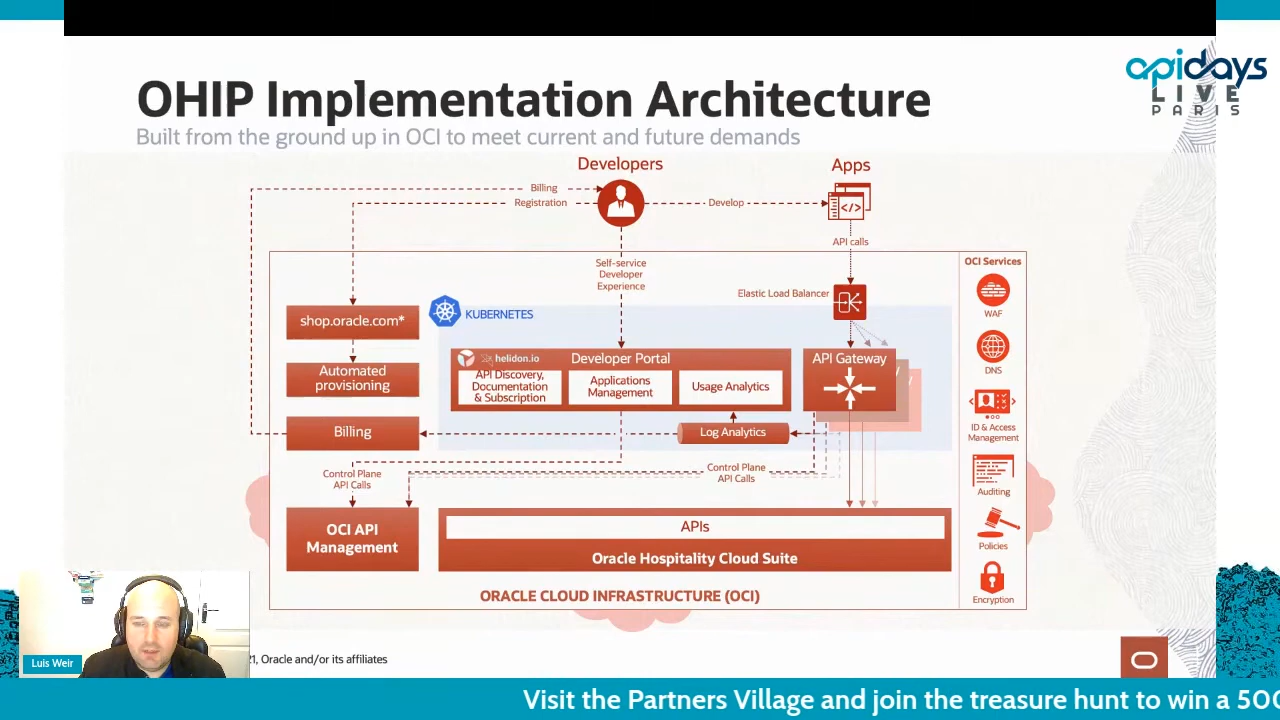 apidays
LIVE
PARIS
OHIP Implementation Architecture
Built from the ground up in OCI to meet current and future demands
Developers
Apps
Billing
Registration
Develop
API calls
Self-service
Developer
Experience
Elastic Load Balancer
OCI Services
WAF
DNS
ID & Access
Management
Auditing
Policies
Encryption
shop.oracle.com*
Automated
provisioning
Billing
KUBERNETES
helidon.io
Developer Portal
API Discovery,
Documentation
& Subscription
Applications
Management
Usage Analytics
API Gateway
Log Analytics
Control Plane
API Calls
Control Plane
API Calls
OCI API
Management
APIs
Oracle Hospitality Cloud Suite
ORACLE CLOUD INFRASTRUCTURE (OCI)
Luis Weir
21, Oracle and/or its affiliates
Visit the Partners Village and join the treasure hunt to win a 500